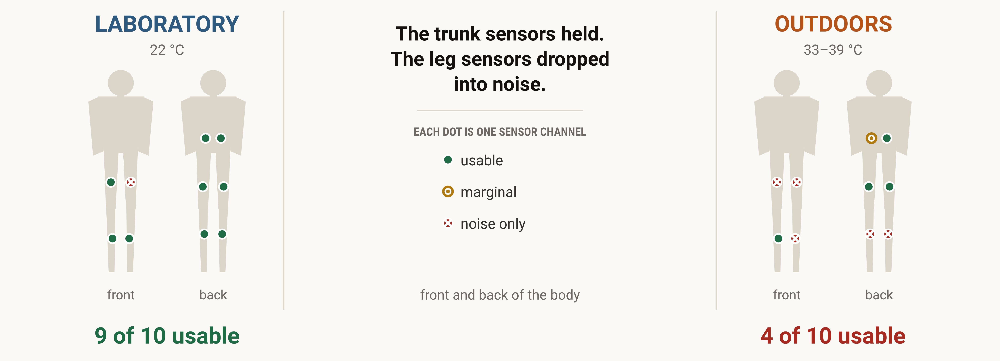 LABORATORY
22 °C
front
back
9 of 10 usable
The trunk sensors held.
The leg sensors dropped
into noise.
EACH DOT IS ONE SENSOR CHANNEL
usable
marginal
noise only
front and back of the body
OUTDOORS
33–39 °C
front
back
4 of 10 usable